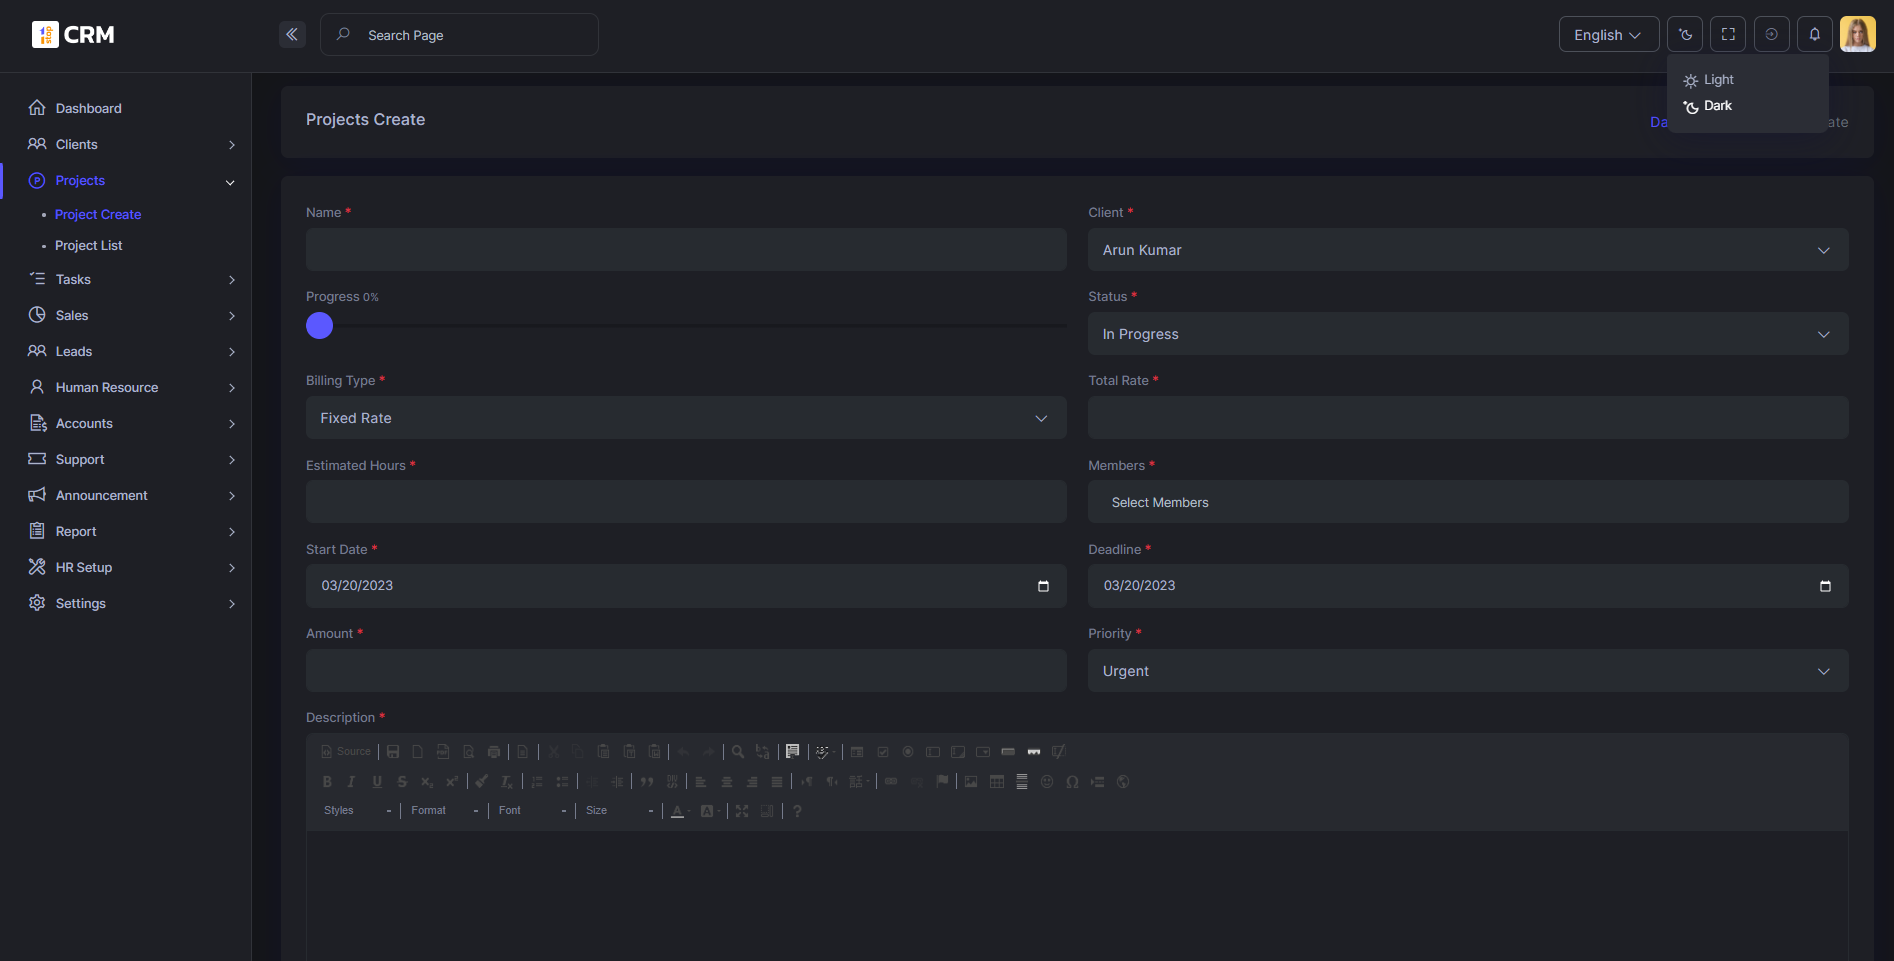 1 stop CRM
Search Page
English
Light
Dark
Dashboard
Clients
Projects
Project Create
Project List
Tasks
Sales
Leads
Human Resource
Accounts
Support
Announcement
Report
HR Setup
Settings
Projects Create
Da
ate
Name *
Client *
Arun Kumar
Progress 0%
Status *
In Progress
Billing Type *
Fixed Rate
Total Rate *
Estimated Hours *
Members *
Select Members
Start Date *
03/20/2023
Deadline *
03/20/2023
Amount *
Priority *
Urgent
Description *
Source
Styles Format Font Size